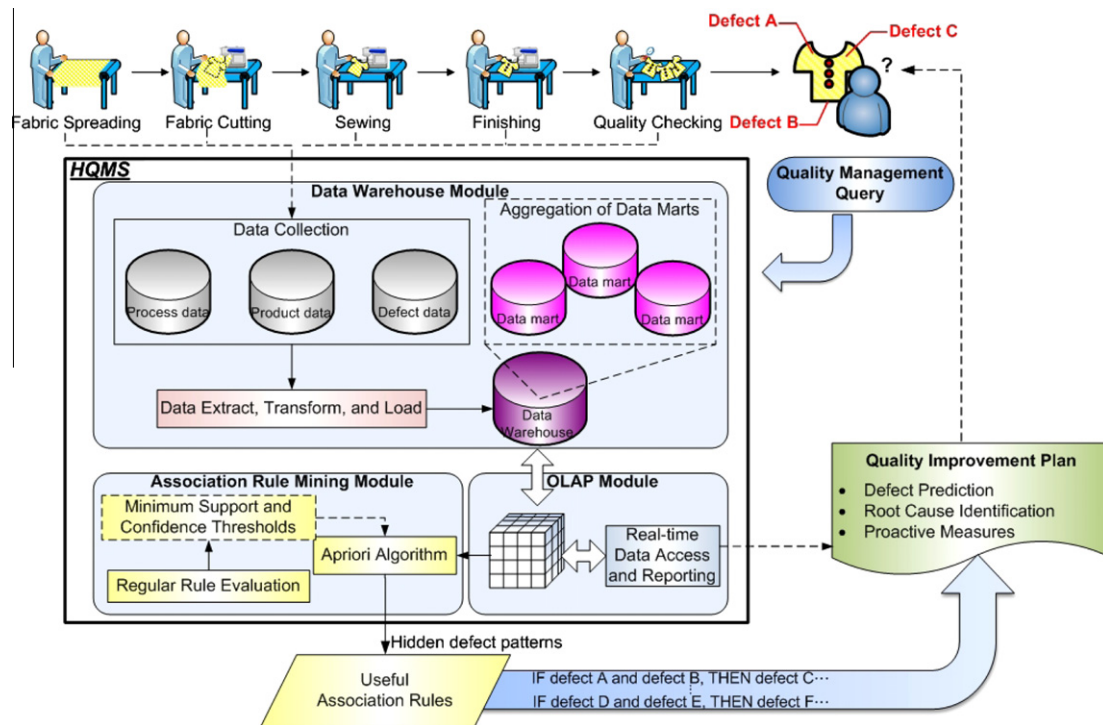 Defect A
Defect C
?
Defect B
Fabric Spreading
Fabric Cutting
Sewing
Finishing
Quality Checking
HQMS
Data Warehouse Module
Quality Management
Query
Data Collection
Process data
Product data
Defect data
Aggregation of Data Marts
Data mart
Data mart
Data mart
Data Extract, Transform, and Load
Data
Warehouse
Association Rule Mining Module
Minimum Support and
Confidence Thresholds
Apriori Algorithm
Regular Rule Evaluation
OLAP Module
Real-time
Data Access
and Reporting
Quality Improvement Plan
• Defect Prediction
• Root Cause Identification
• Proactive Measures
Hidden defect patterns
Useful
Association Rules
IF defect A and defect B, THEN defect C···
IF defect D and defect E, THEN defect F···